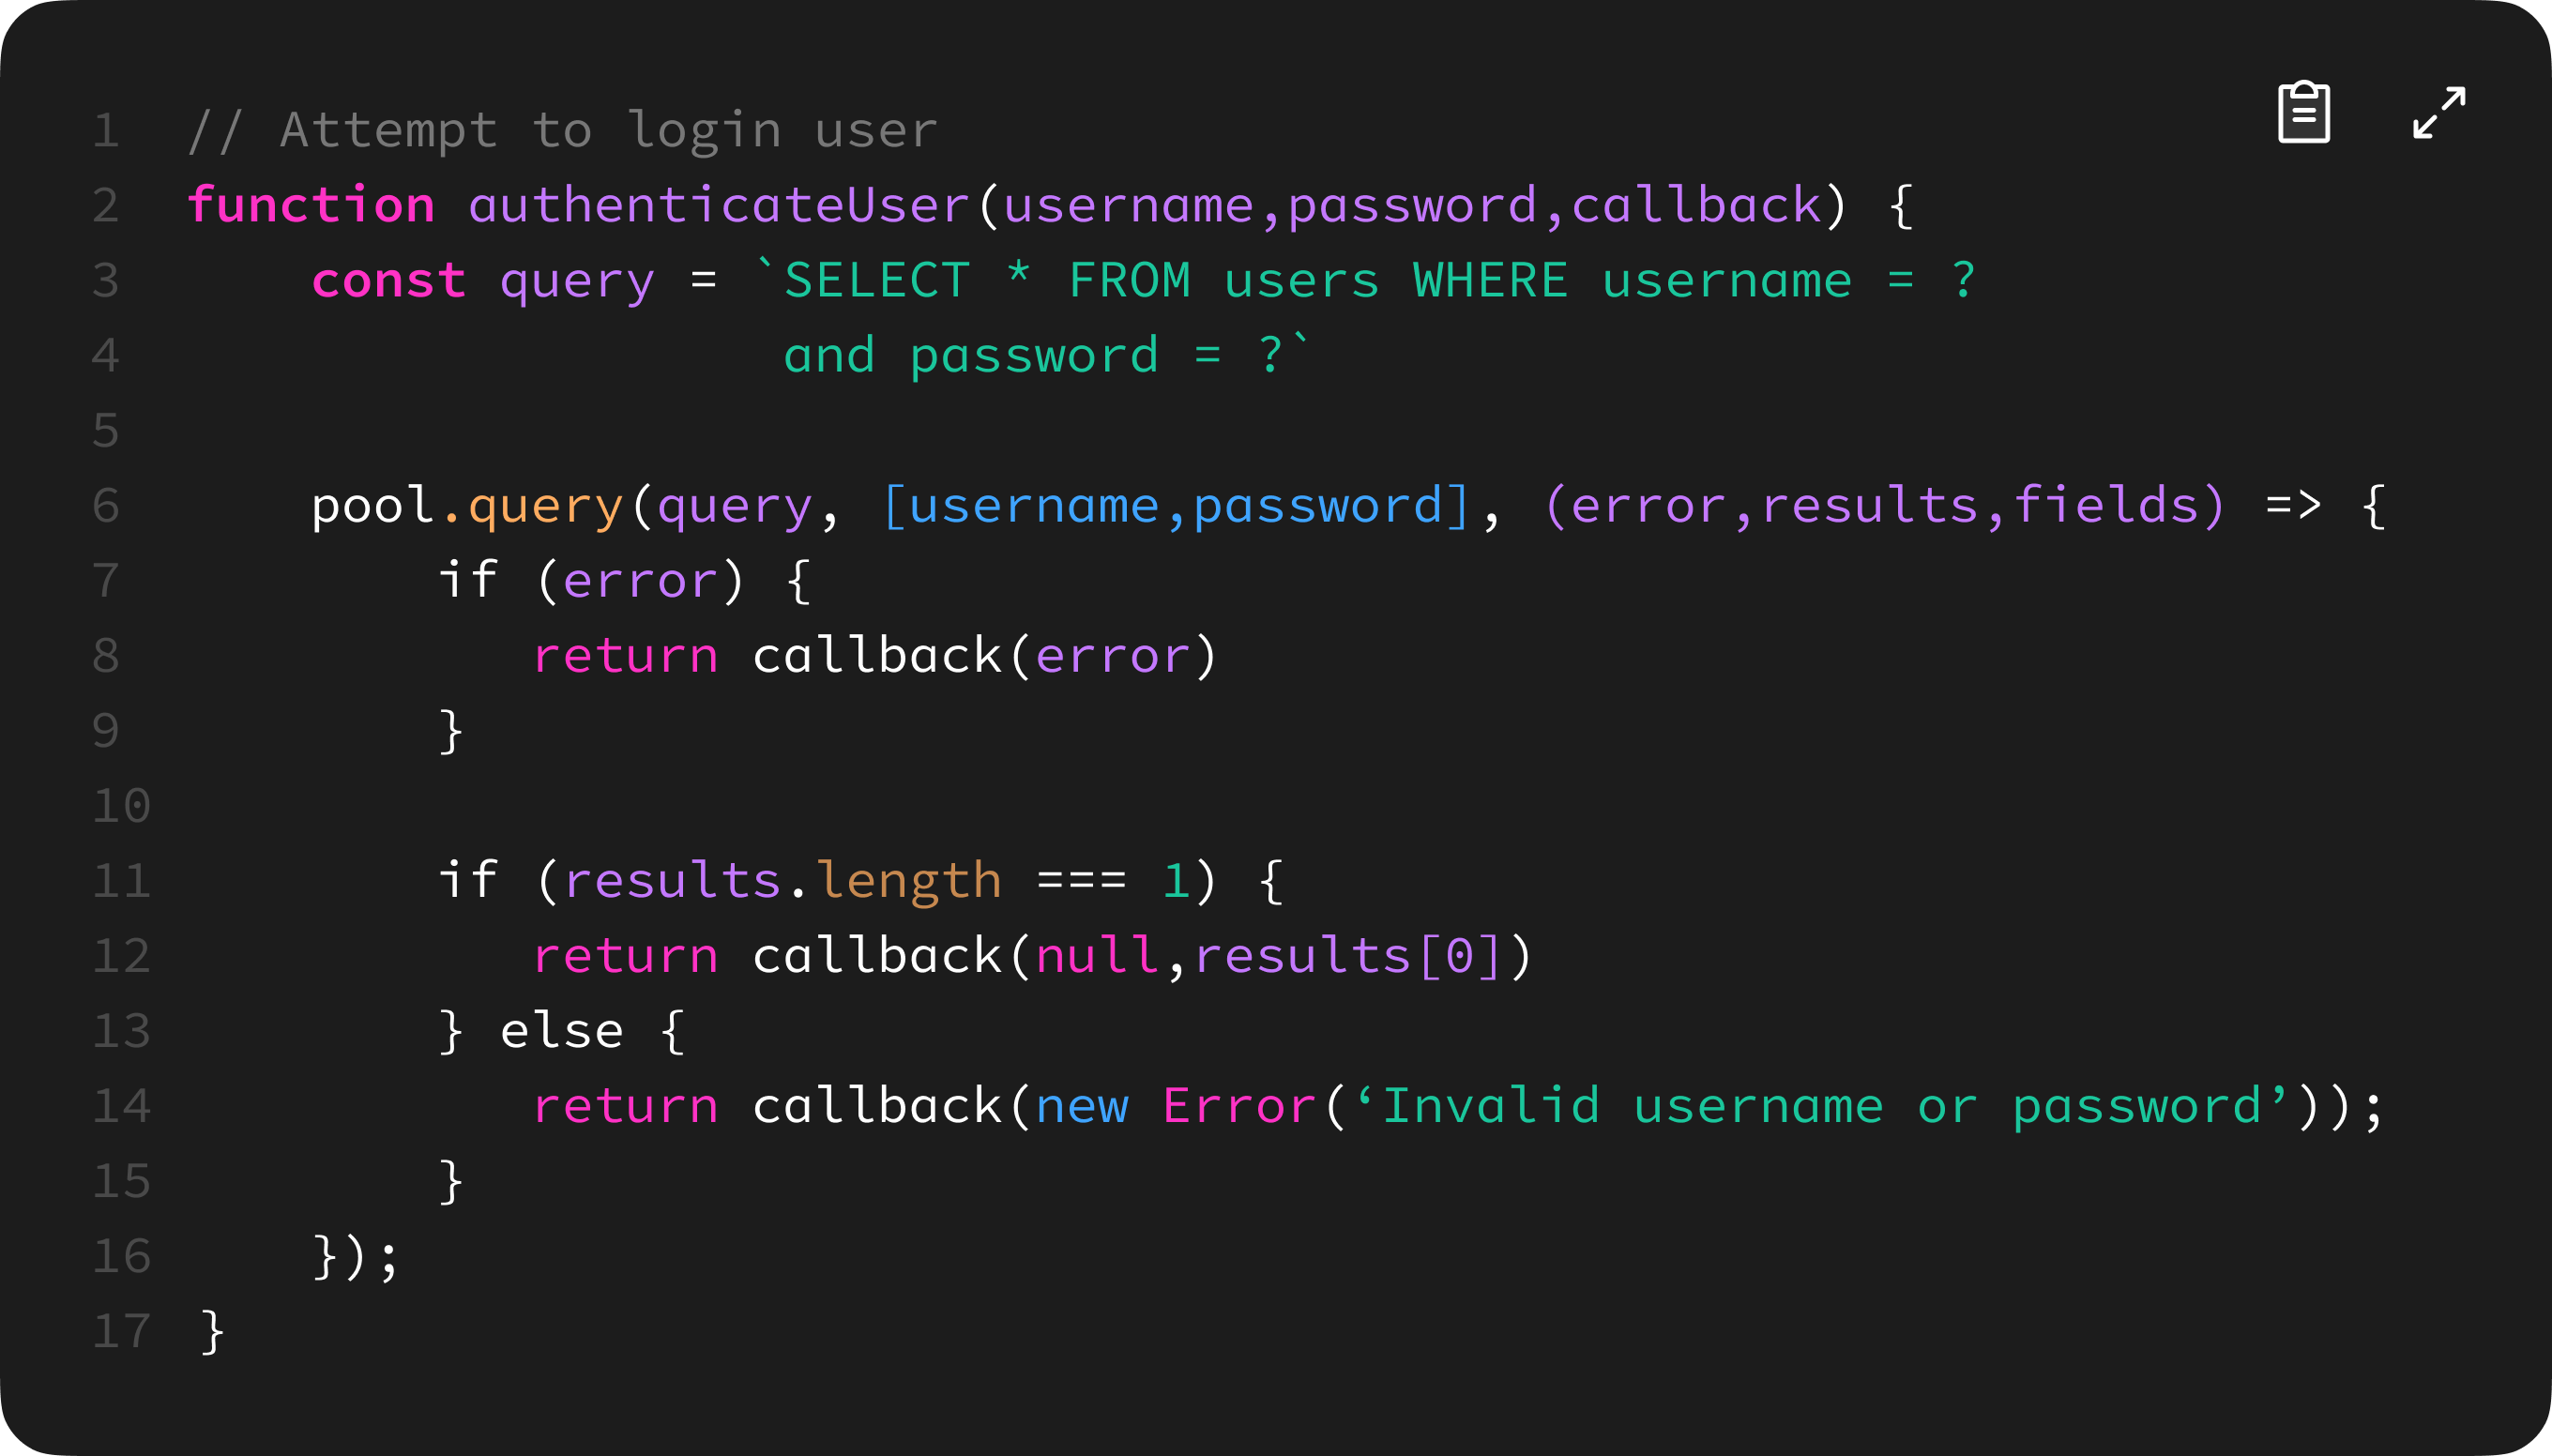 1 // Attempt to login user
2 function authenticateUser(username,password,callback) {
3     const query = `SELECT * FROM users WHERE username = ?
4                    and password = ?`
5
6     pool.query(query, [username,password], (error,results,fields) => {
7         if (error) {
8            return callback(error)
9         }
10
11         if (results.length === 1) {
12            return callback(null,results[0])
13         } else {
14            return callback(new Error(‘Invalid username or password’));
15         }
16     });
17 }